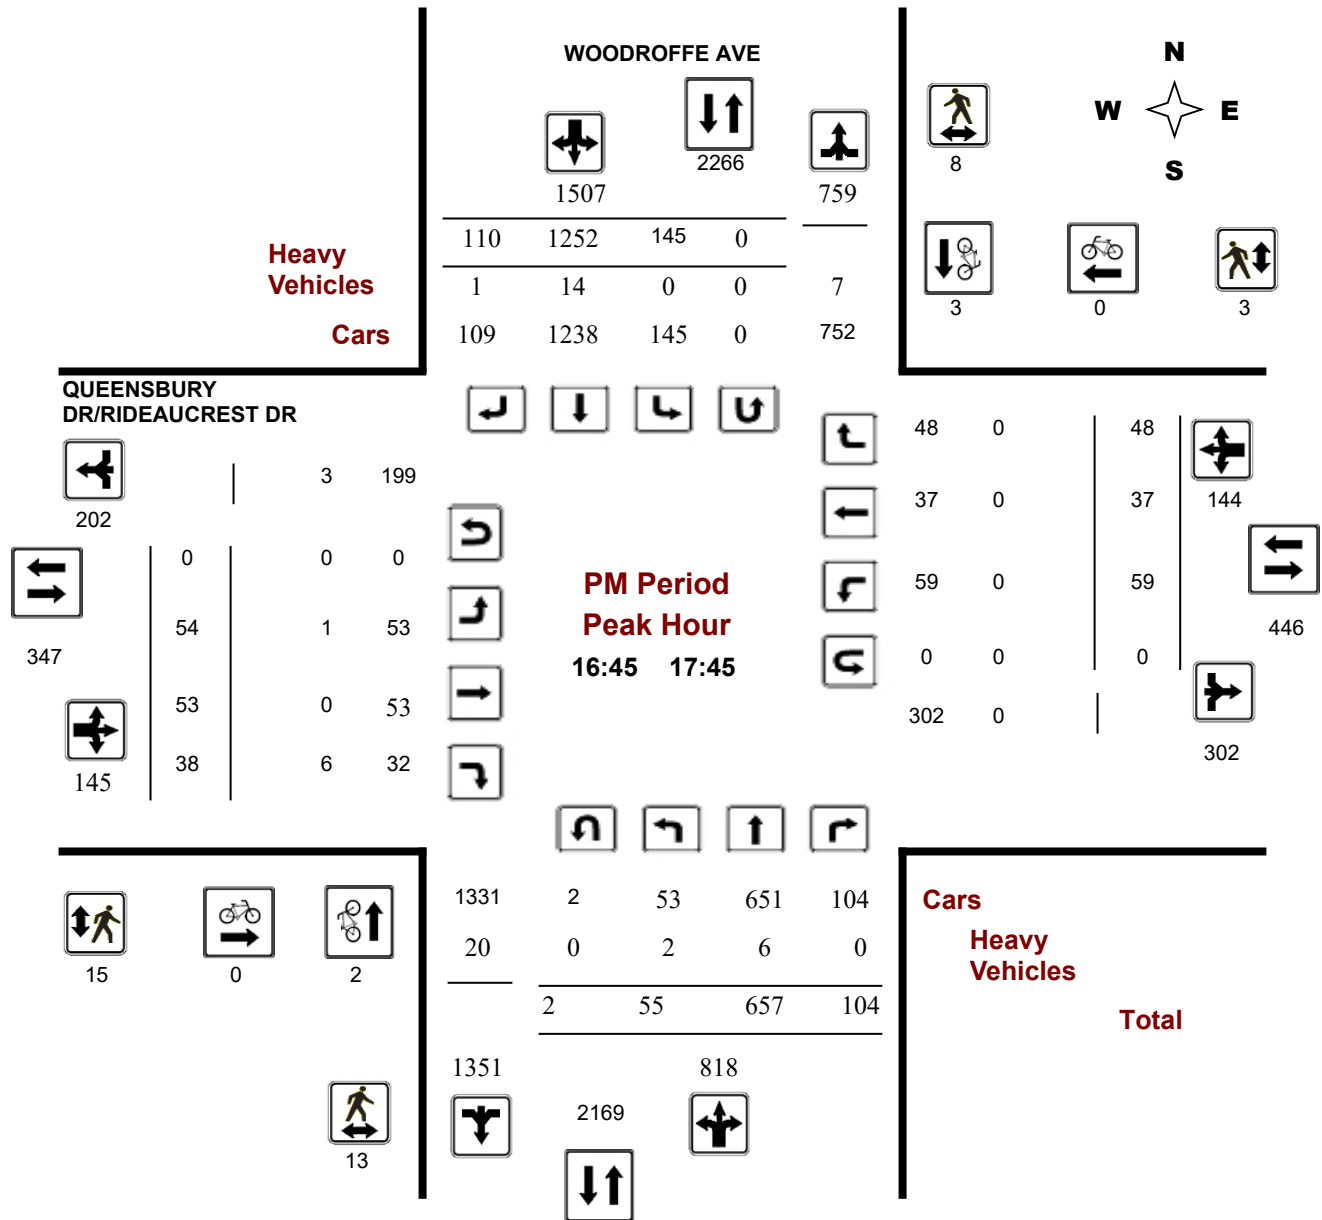 WOODROFFE AVE
N
W E
S
2266
8
1507
759
110 1252 145 0
Heavy
Vehicles
1 14 0 0 7
3 0 3
Cars
109 1238 145 0 752
QUEENSBURY
DR/RIDEAUCREST DR
48 0 48
3 199
202
37 0 37
144
0 0 0
PM Period
59 0 59
Peak Hour
54 1 53
446
347
16:45 17:45
0 0 0
53 0 53
302 0
302
145
38 6 32
1331 2 53 651 104
Cars
20 0 2 6 0
Heavy
Vehicles
15 0 2
2 55 657 104
Total
1351
818
2169
13